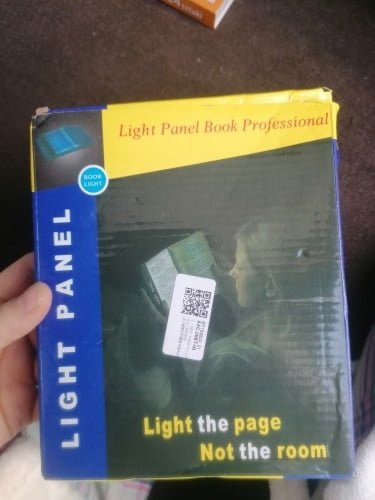 Light Panel Book Professional
BOOK
LIGHT
LIGHT PANEL
Light the page
Not the room